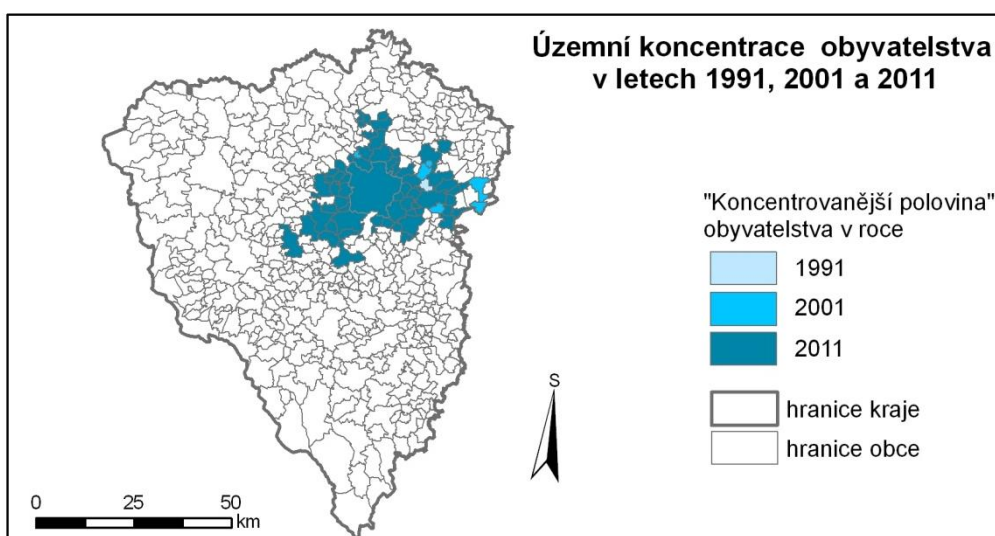 Územní koncentrace obyvatelstva
v letech 1991, 2001 a 2011
"Koncentrovanější polovina"
obyvatelstva v roce
1991
2001
2011
S
hranice kraje
hranice obce
0 25 50
km